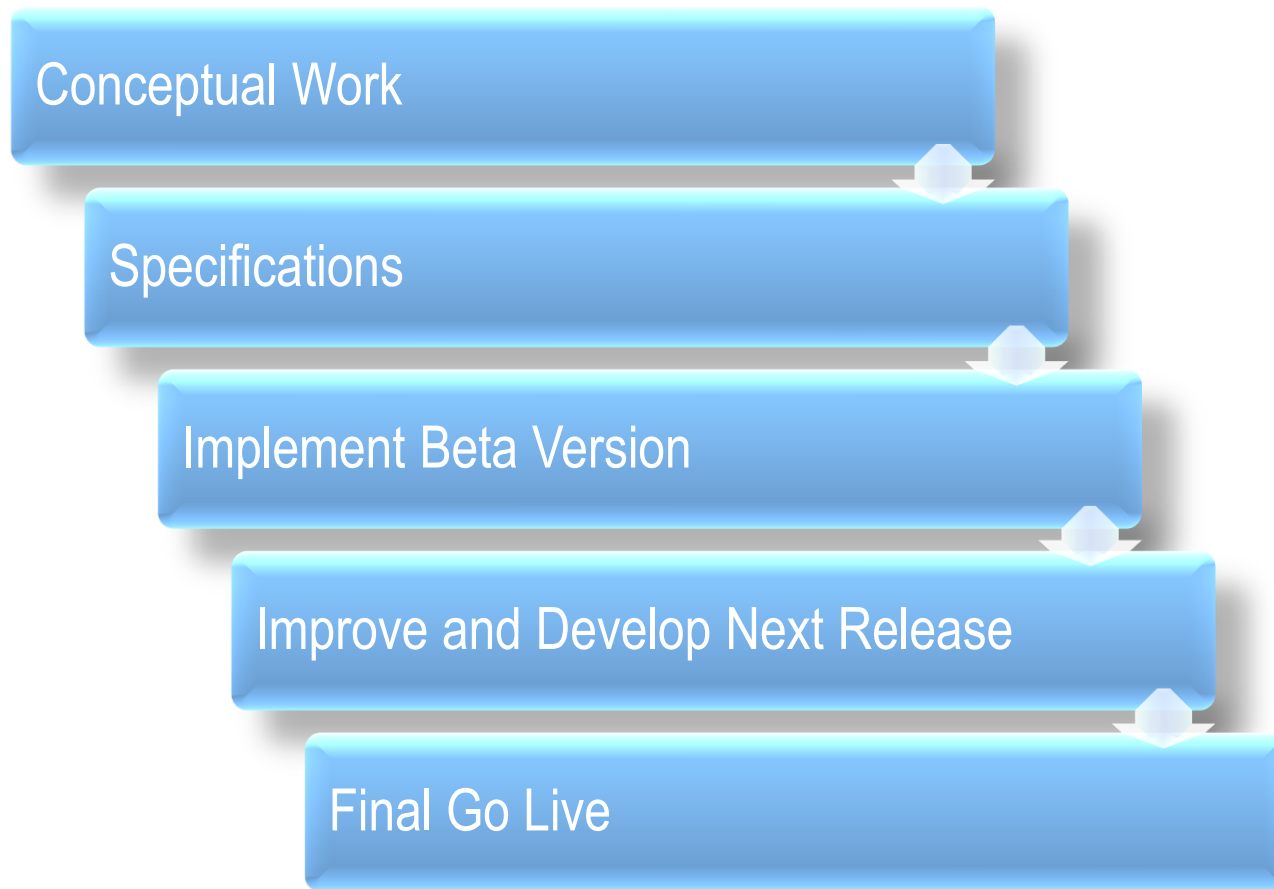 Conceptual Work
Specifications
Implement Beta Version
Improve and Develop Next Release
Final Go Live